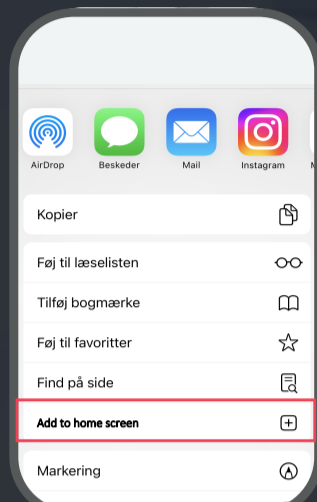 AirDrop Beskeder Mail Instagram
Kopier
Føj til læselisten
Tilføj bogmærke
Føj til favoritter
Find på side
Add to home screen
Markering